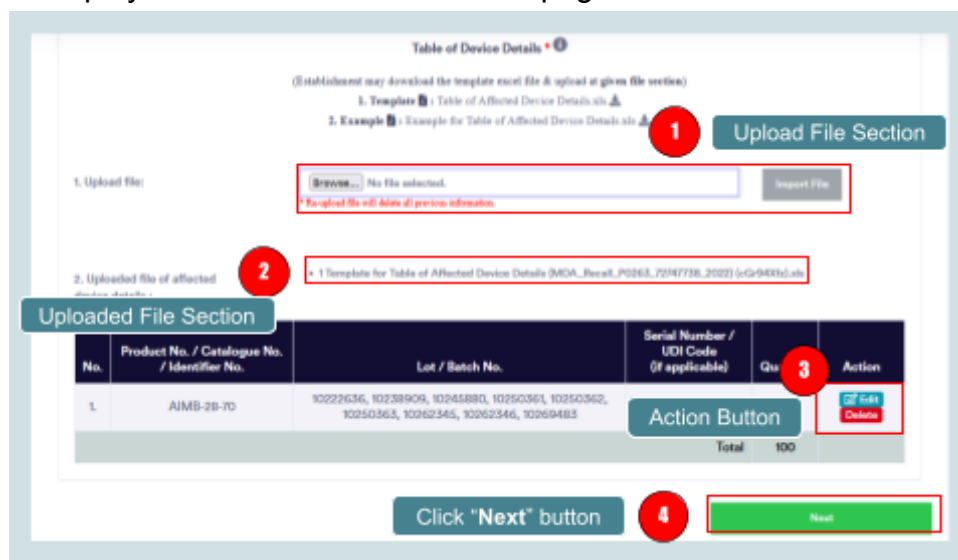 Table of Device Details *
(Establishment may download the template excel file & upload at given file section)
1. Template : Table of Affected Device Details.xls
2. Example : Example for Table of Affected Device Details.xls
1
Upload File Section
1. Upload file:
Browse... No file selected.
Import File
* Re-upload file will delete all previous information.
2
2. Uploaded file of affected
• 1 Template for Table of Affected Device Details
Uploaded File Section
No.
Product No. / Catalogue No. / Identifier No.
Lot / Batch No.
Serial Number / UDI Code (if applicable)
3
Action
1.
AIMB-28-70
10222636, 10238909, 10245880, 10250361, 10250362,
10250363, 10262345, 10262346, 10269483
Edit
Delete
Action Button
Total 100
Click "Next" button
4
Next